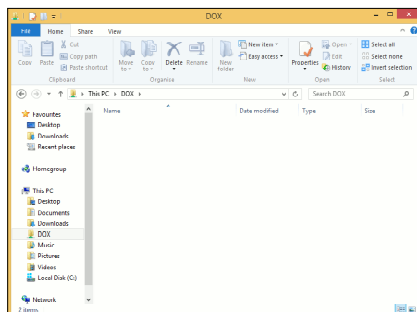 DOX
File Home Share View
Copy Paste Cut
Copy path
Paste shortcut
Move to Copy to Delete Rename
New folder New item
Easy access
Properties Open
Edit
History
Select all
Select none
Invert selection
Clipboard Organise New Open Select
This PC DOX Search DOX
Name Date modified Type Size
Favourites
Desktop
Downloads
Recent places
Homegroup
This PC
Desktop
Documents
Downloads
DOX
Music
Pictures
Videos
Local Disk (C:)
Network
7 items